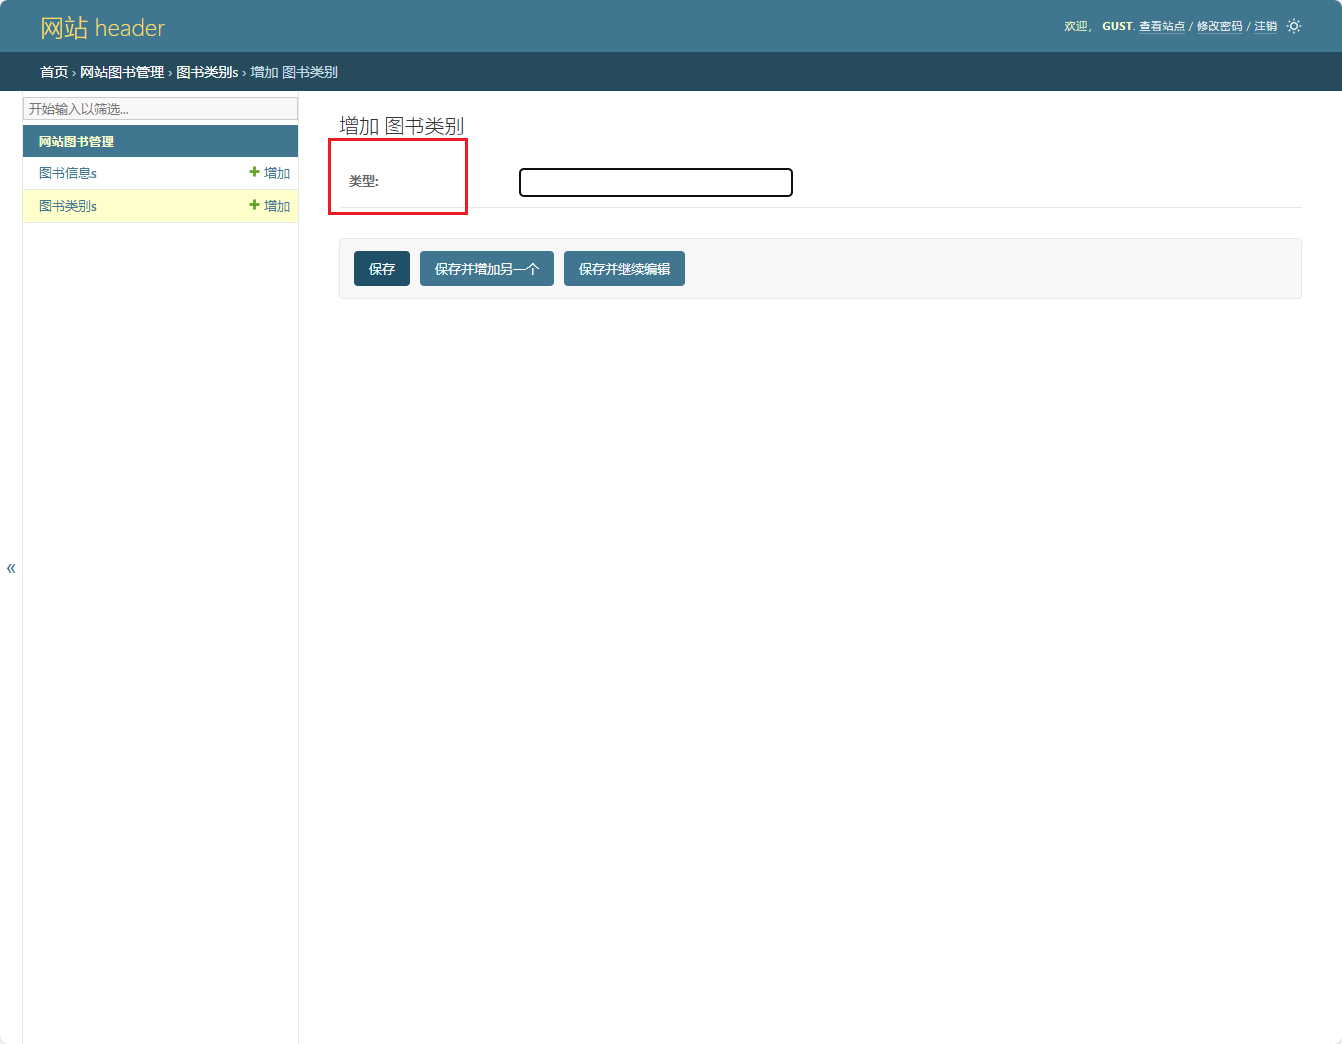 网站 header
欢迎， GUST. 查看站点 / 修改密码 / 注销
首页 › 网站图书管理 › 图书类别s › 增加 图书类别
开始输入以筛选...
网站图书管理
图书信息s
增加
图书类别s
增加
«
增加 图书类别
类型:
保存
保存并增加另一个
保存并继续编辑